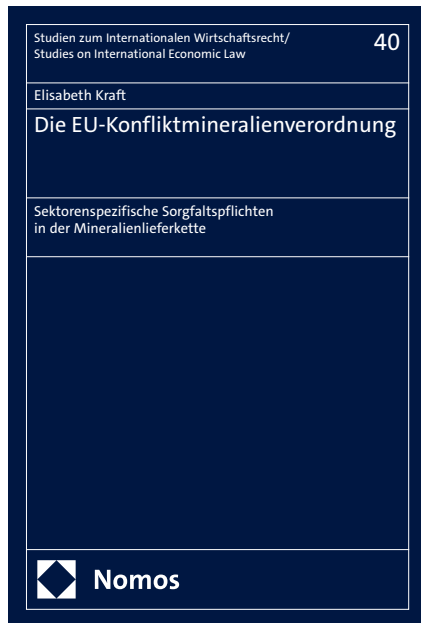 Studien zum Internationalen Wirtschaftsrecht/
Studies on International Economic Law
40
Elisabeth Kraft
Die EU-Konfliktmineralienverordnung
Sektorenspezifische Sorgfaltspflichten
in der Mineralienlieferkette
Nomos